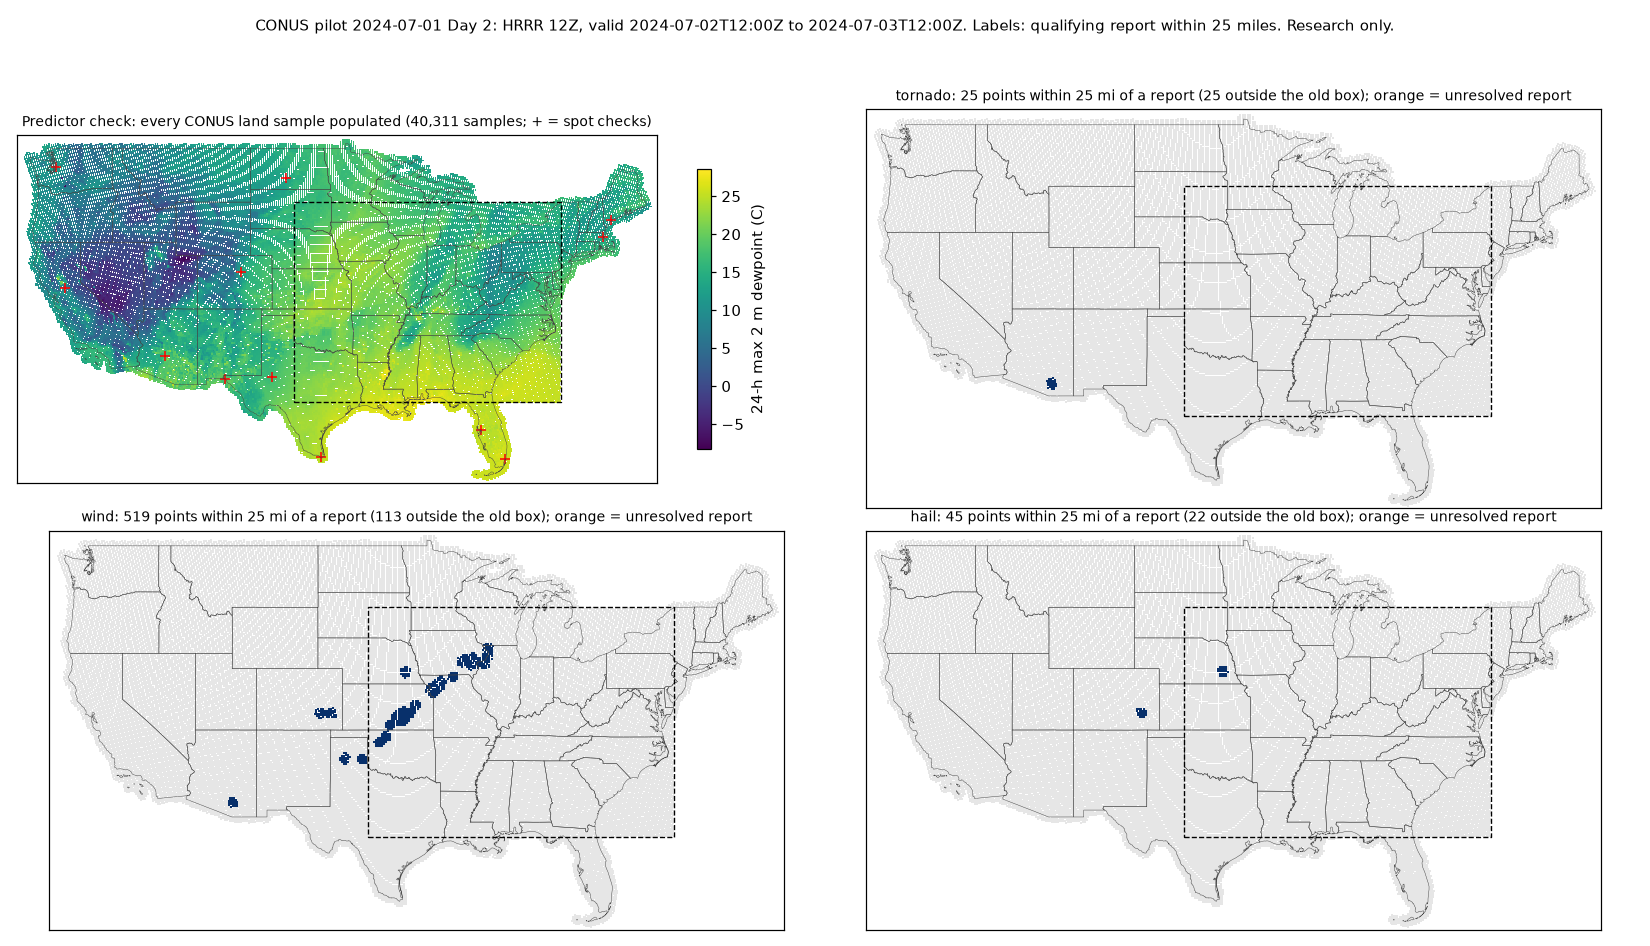 CONUS pilot 2024-07-01 Day 2: HRRR 12Z, valid 2024-07-02T12:00Z to 2024-07-03T12:00Z. Labels: qualifying report within 25 miles. Research only.
Predictor check: every CONUS land sample populated (40,311 samples; + = spot checks)
25
20
15
10
5
0
−5
24-h max 2 m dewpoint (C)
tornado: 25 points within 25 mi of a report (25 outside the old box); orange = unresolved report
wind: 519 points within 25 mi of a report (113 outside the old box); orange = unresolved report
hail: 45 points within 25 mi of a report (22 outside the old box); orange = unresolved report